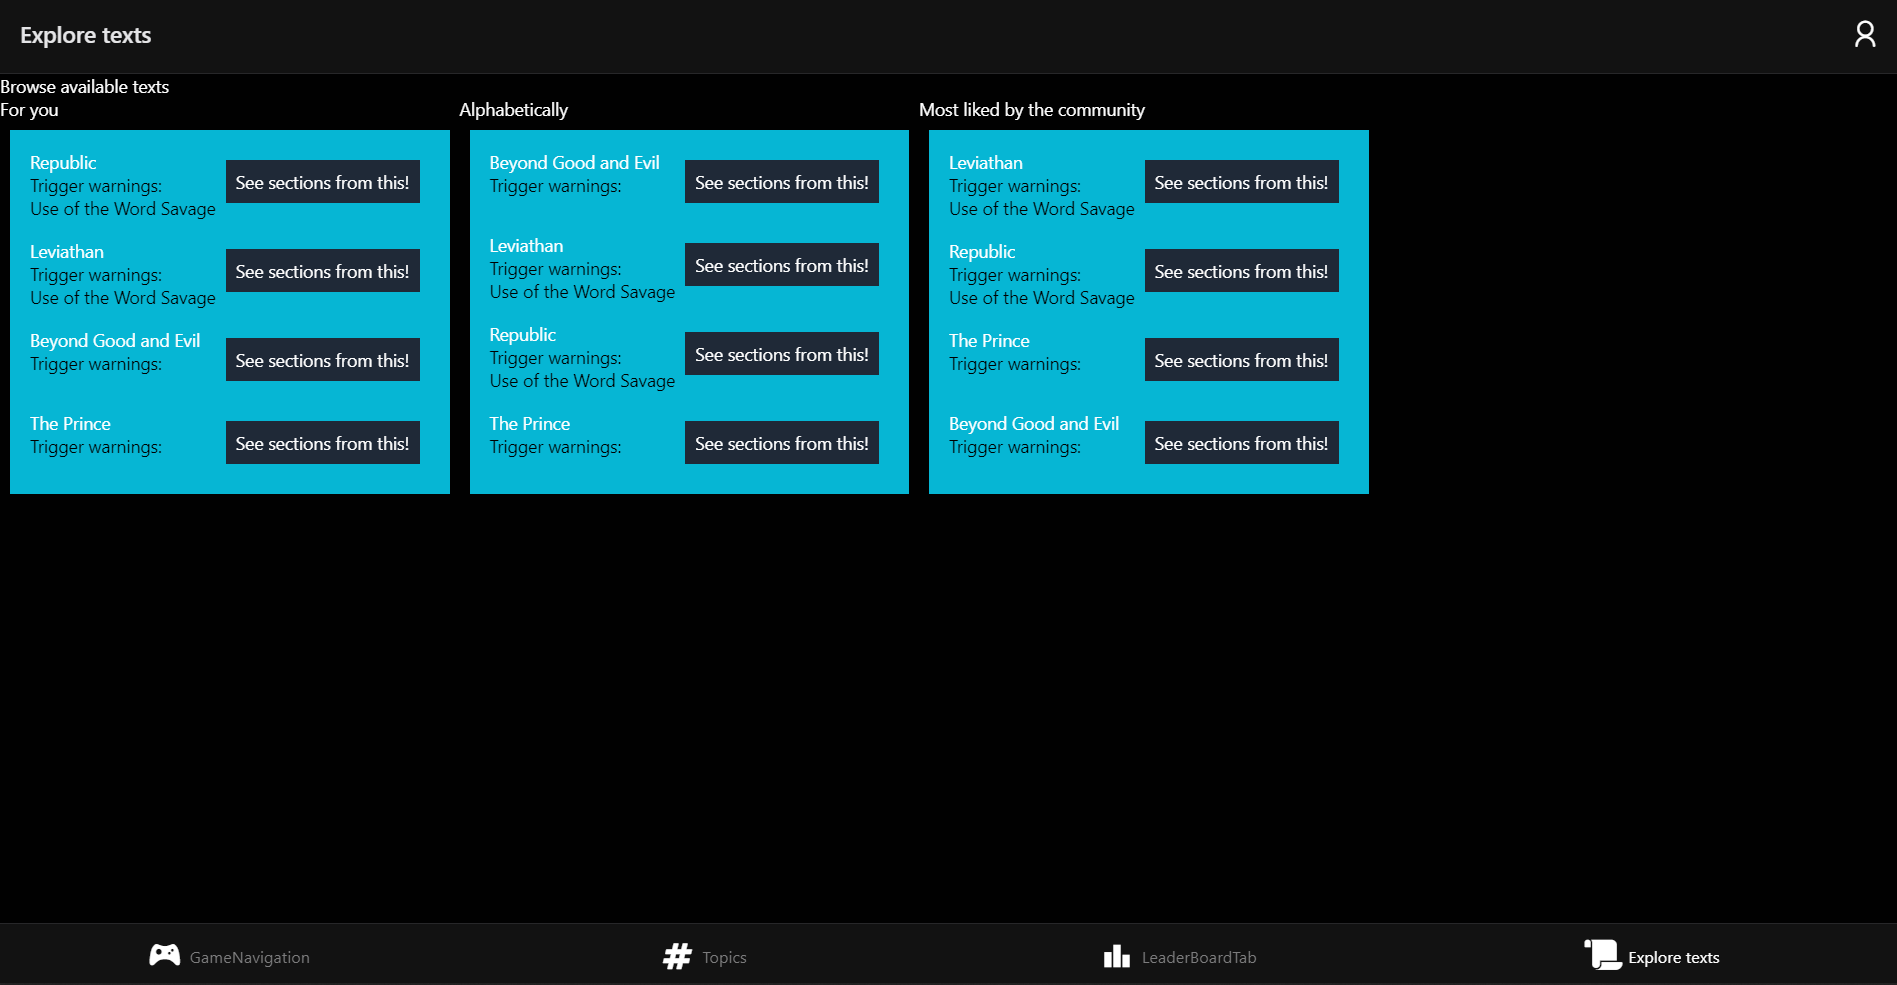 Explore texts
Browse available texts
For you
Republic
Trigger warnings:
Use of the Word Savage
See sections from this!
Leviathan
Trigger warnings:
Use of the Word Savage
See sections from this!
Beyond Good and Evil
Trigger warnings:
See sections from this!
The Prince
Trigger warnings:
See sections from this!
Alphabetically
Beyond Good and Evil
Trigger warnings:
See sections from this!
Leviathan
Trigger warnings:
Use of the Word Savage
See sections from this!
Republic
Trigger warnings:
Use of the Word Savage
See sections from this!
The Prince
Trigger warnings:
See sections from this!
Most liked by the community
Leviathan
Trigger warnings:
Use of the Word Savage
See sections from this!
Republic
Trigger warnings:
Use of the Word Savage
See sections from this!
The Prince
Trigger warnings:
See sections from this!
Beyond Good and Evil
Trigger warnings:
See sections from this!
GameNavigation
Topics
LeaderBoardTab
Explore texts